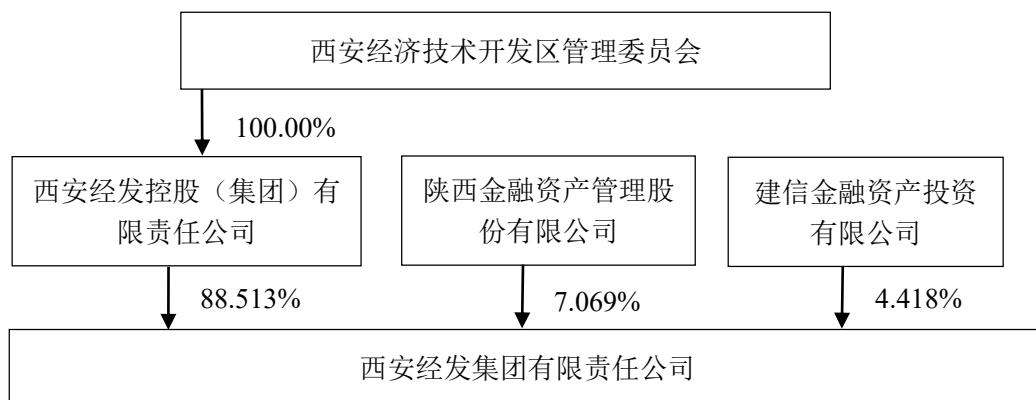 西安经济技术开发区管理委员会
100.00%
西安经发控股（集团）有
限责任公司
陕西金融资产管理股
份有限公司
建信金融资产投资
有限公司
88.513%
7.069%
4.418%
西安经发集团有限责任公司